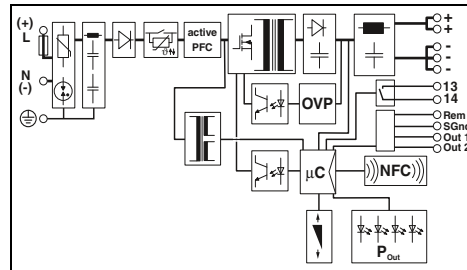 (+)
L
N
(-)
ϑ
active
PFC
OVP
+
+
-
-
-
13
14
Rem
SGnd
Out 1
Out 2
µC
NFC
P Out